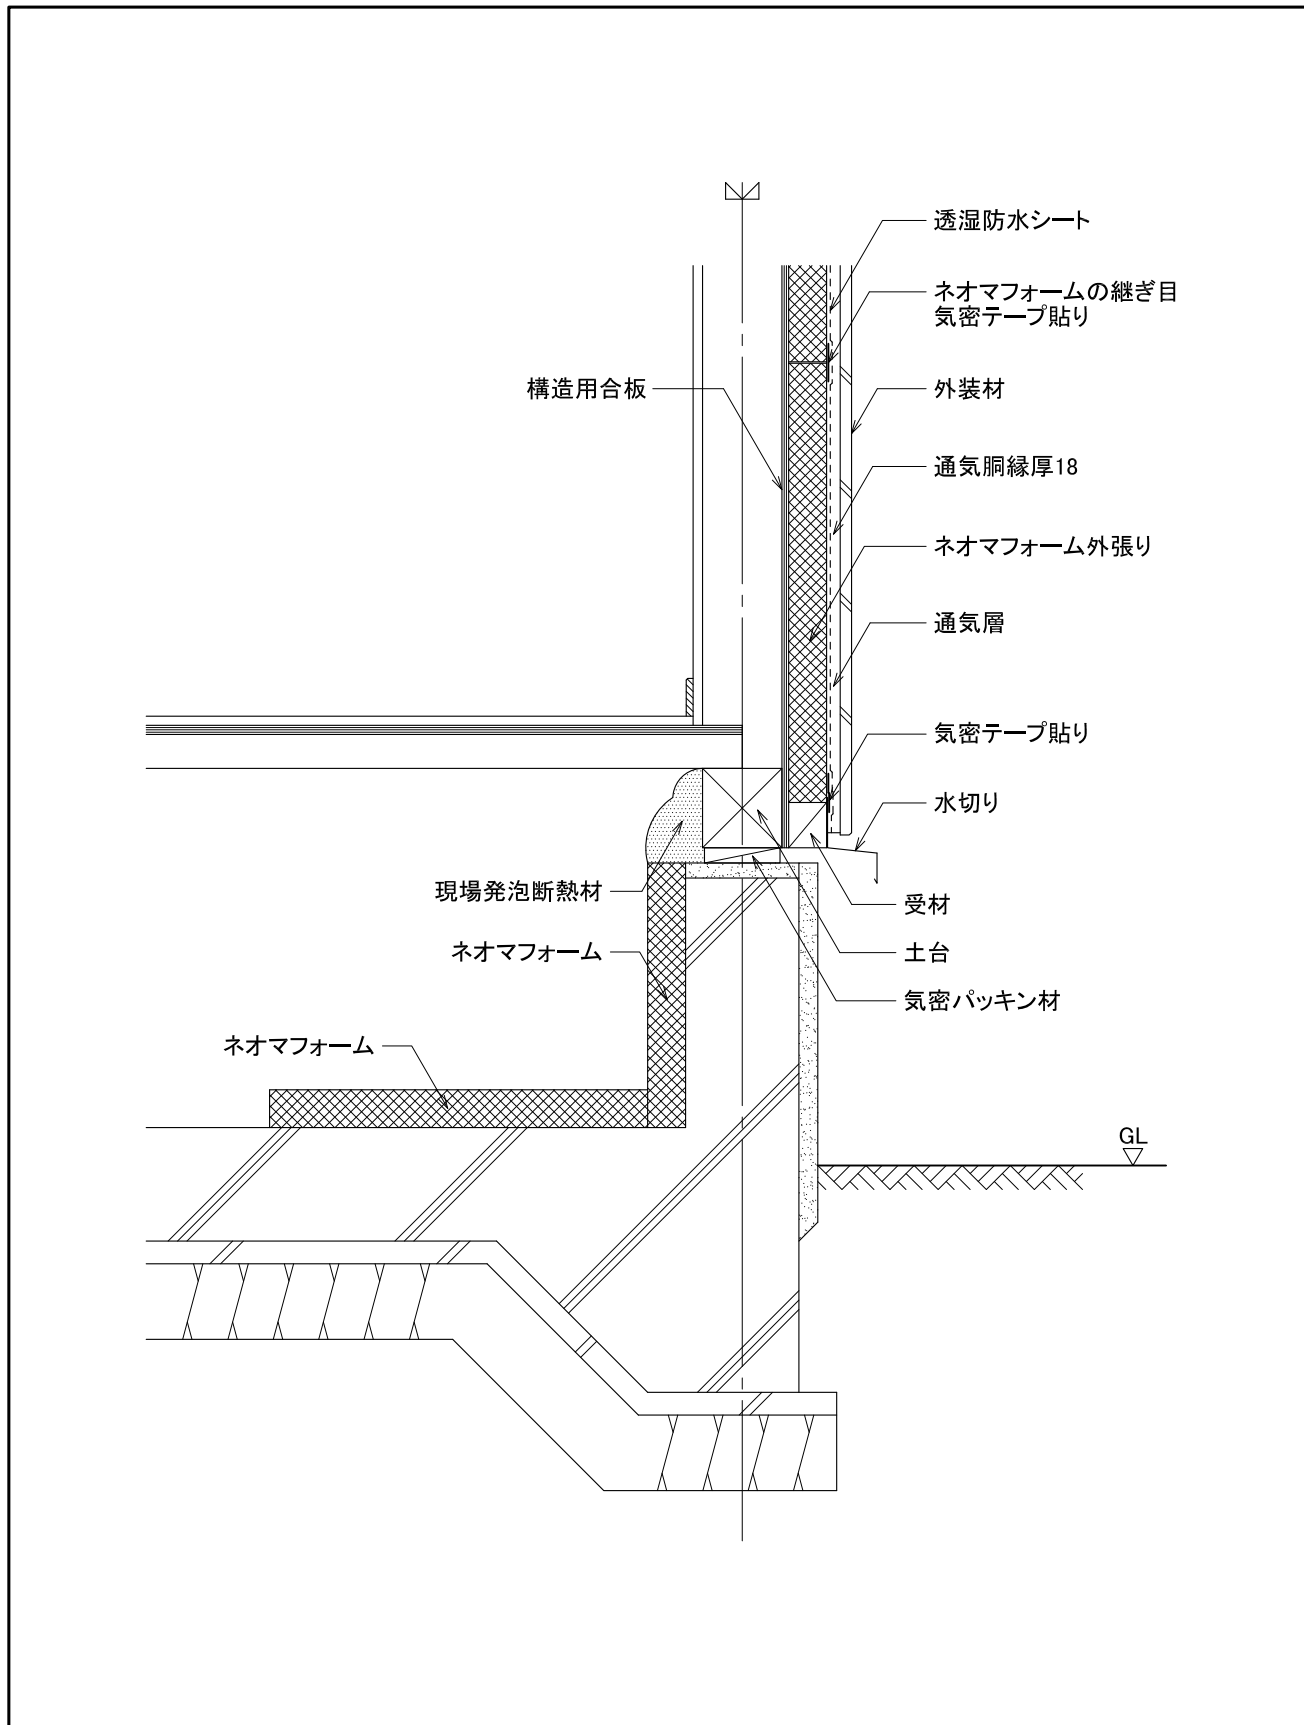 透湿防水シート
ネオマフォームの継ぎ目
気密テープ貼り
構造用合板
外装材
通気胴縁厚18
ネオマフォーム外張り
通気層
気密テープ貼り
水切り
現場発泡断熱材
受材
ネオマフォーム
土台
気密パッキン材
ネオマフォーム
GL